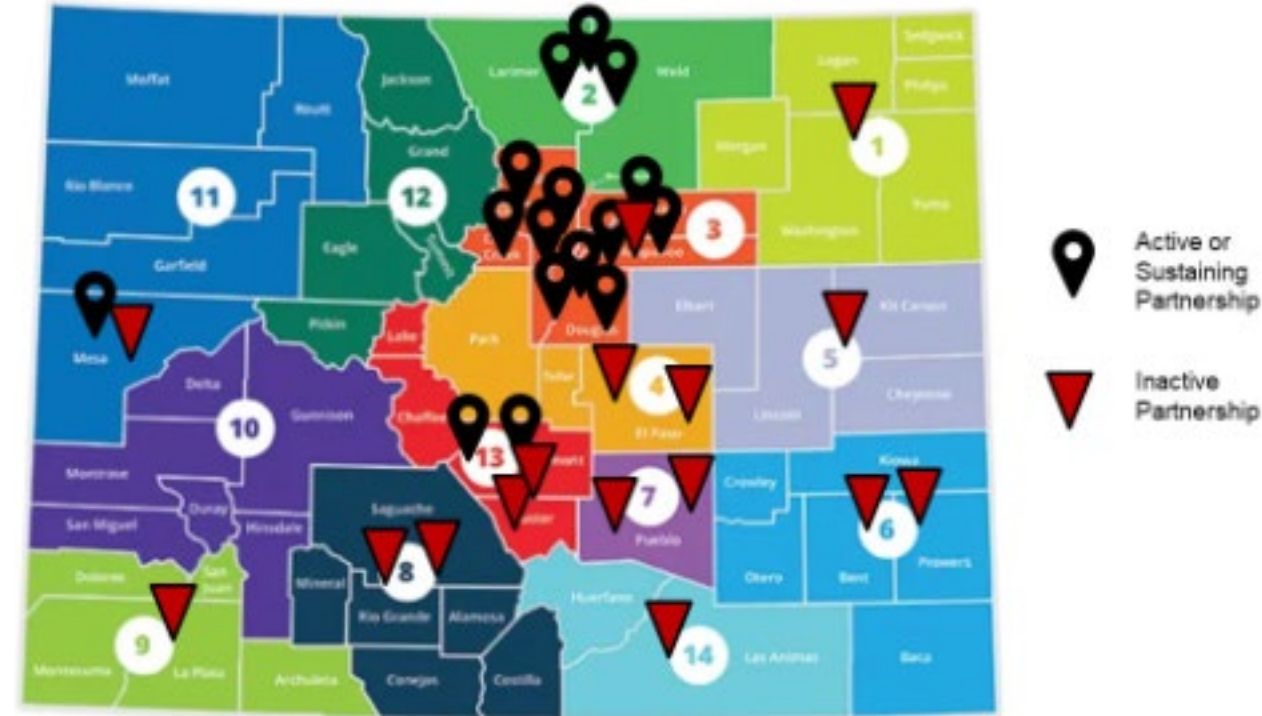 Moffat
Routt
Jackson
Larimer
Weld
2
Logan
Sedgwick
Phillips
1
Morgan
Grand
Rio Blanco
11
12
3
Washington
Yuma
Eagle
Garfield
Elbert
Kit Carson
Pitkin
Lake
Park
Douglas
Mesa
5
Teller
4
Delta
Gunnison
Chaffee
Lincoln
Cheyenne
10
El Paso
13
Montrose
Kiowa
Crowley
7
Saguache
Ouray
San Miguel
Hinsdale
6
Pueblo
8
Mineral
Dolores
San
Juan
Otero
Bent
Prowers
Huerfano
Rio Grande
Alamosa
9
14
Las Animas
Baca
Montezuma
La Plata
Archuleta
Conejos
Costilla
Active or
Sustaining
Partnership
Inactive
Partnership